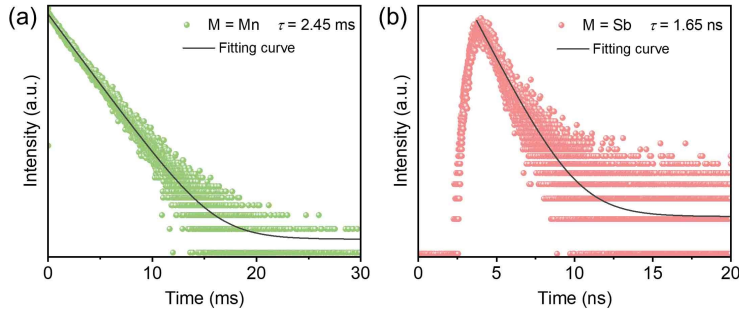 (a)
M = Mn τ = 2.45 ms
Fitting curve
Intensity (a.u.)
0 10 20 30
Time (ms)
(b)
M = Sb τ = 1.65 ns
Fitting curve
Intensity (a.u.)
0 5 10 15 20
Time (ns)